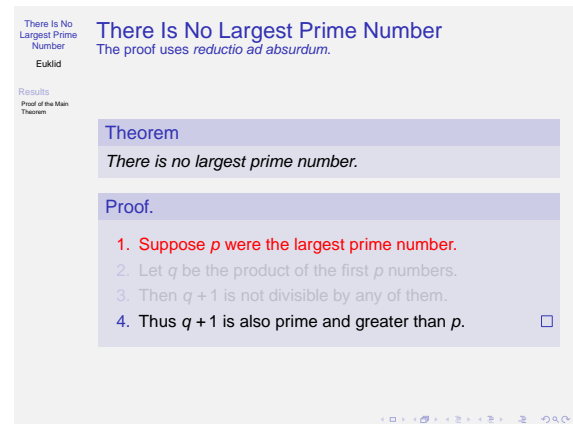 There Is No
Largest Prime
Number
Euklid
Results
Proof of the Main
Theorem
There Is No Largest Prime Number
The proof uses reductio ad absurdum.
Theorem
There is no largest prime number.
Proof.
1. Suppose p were the largest prime number.
2. Let q be the product of the first p numbers.
3. Then q + 1 is not divisible by any of them.
4. Thus q + 1 is also prime and greater than p. □